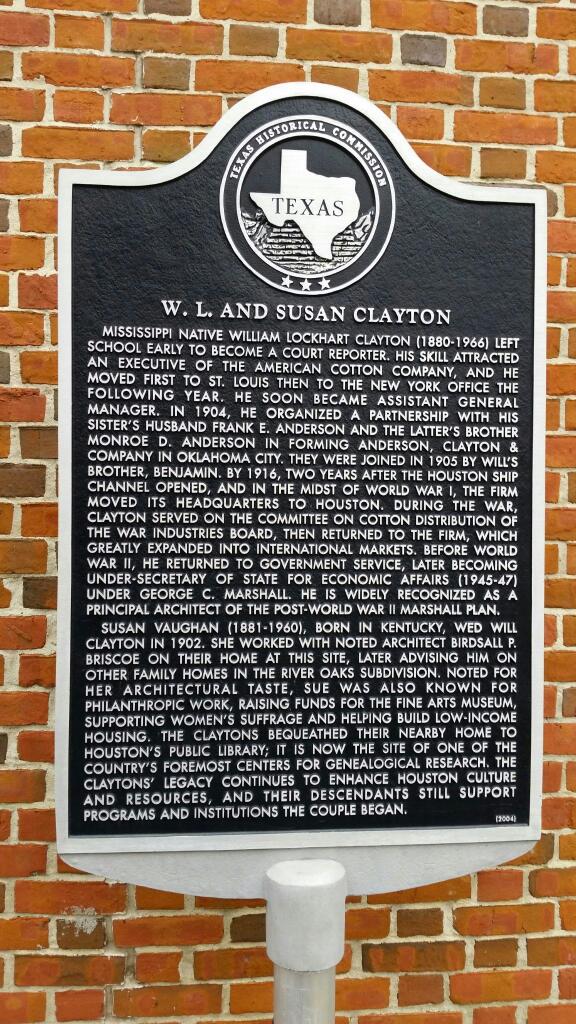 TEXAS HISTORICAL COMMISSION
TEXAS
W. L. AND SUSAN CLAYTON
MISSISSIPPI NATIVE WILLIAM LOCKHART CLAYTON (1880-1966) LEFT
SCHOOL EARLY TO BECOME A COURT REPORTER. HIS SKILL ATTRACTED
AN EXECUTIVE OF THE AMERICAN COTTON COMPANY, AND HE
MOVED FIRST TO ST. LOUIS THEN TO THE NEW YORK OFFICE THE
FOLLOWING YEAR. HE SOON BECAME ASSISTANT GENERAL
MANAGER. IN 1904, HE ORGANIZED A PARTNERSHIP WITH HIS
SISTER'S HUSBAND FRANK E. ANDERSON AND THE LATTER'S BROTHER
MONROE D. ANDERSON IN FORMING ANDERSON, CLAYTON &
COMPANY IN OKLAHOMA CITY. THEY WERE JOINED IN 1905 BY WILL'S
BROTHER, BENJAMIN. BY 1916, TWO YEARS AFTER THE HOUSTON SHIP
CHANNEL OPENED, AND IN THE MIDST OF WORLD WAR I, THE FIRM
MOVED ITS HEADQUARTERS TO HOUSTON. DURING THE WAR,
CLAYTON SERVED ON THE COMMITTEE ON COTTON DISTRIBUTION OF
THE WAR INDUSTRIES BOARD, THEN RETURNED TO THE FIRM, WHICH
GREATLY EXPANDED INTO INTERNATIONAL MARKETS. BEFORE WORLD
WAR II, HE RETURNED TO GOVERNMENT SERVICE, LATER BECOMING
UNDER-SECRETARY OF STATE FOR ECONOMIC AFFAIRS (1945-47)
UNDER GEORGE C. MARSHALL. HE IS WIDELY RECOGNIZED AS A
PRINCIPAL ARCHITECT OF THE POST-WORLD WAR II MARSHALL PLAN.
SUSAN VAUGHAN (1881-1960), BORN IN KENTUCKY, WED WILL
CLAYTON IN 1902. SHE WORKED WITH NOTED ARCHITECT BIRDSALL P.
BRISCOE ON THEIR HOME AT THIS SITE, LATER ADVISING HIM ON
OTHER FAMILY HOMES IN THE RIVER OAKS SUBDIVISION. NOTED FOR
HER ARCHITECTURAL TASTE, SUE WAS ALSO KNOWN FOR
PHILANTHROPIC WORK, RAISING FUNDS FOR THE FINE ARTS MUSEUM,
SUPPORTING WOMEN'S SUFFRAGE AND HELPING BUILD LOW-INCOME
HOUSING. THE CLAYTONS BEQUEATHED THEIR NEARBY HOME TO
HOUSTON'S PUBLIC LIBRARY; IT IS NOW THE SITE OF ONE OF THE
COUNTRY'S FOREMOST CENTERS FOR GENEALOGICAL RESEARCH. THE
CLAYTONS' LEGACY CONTINUES TO ENHANCE HOUSTON CULTURE
AND RESOURCES, AND THEIR DESCENDANTS STILL SUPPORT
PROGRAMS AND INSTITUTIONS THE COUPLE BEGAN.
(2004)